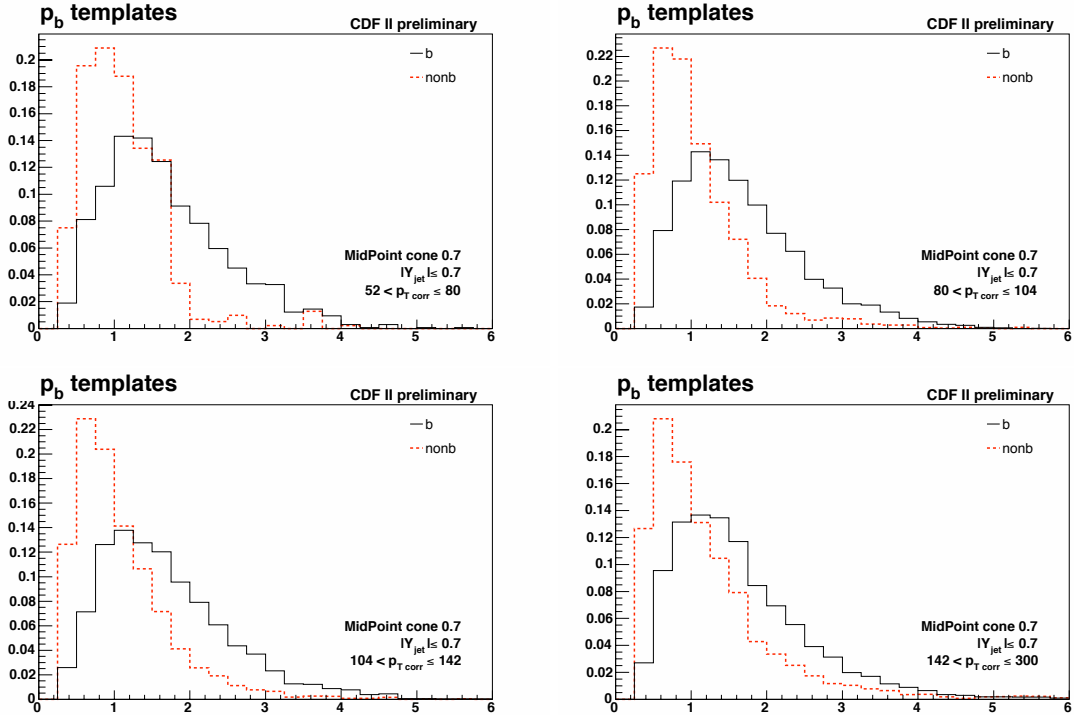 p_b templates
CDF II preliminary
b
nonb
0.2
0.18
0.16
0.14
0.12
0.1
0.08
0.06
0.04
0.02
0
MidPoint cone 0.7
|Y_jet|≤ 0.7
52 < p_T corr ≤ 80
0 1 2 3 4 5 6
p_b templates
CDF II preliminary
b
nonb
0.22
0.2
0.18
0.16
0.14
0.12
0.1
0.08
0.06
0.04
0.02
0
MidPoint cone 0.7
|Y_jet|≤ 0.7
80 < p_T corr ≤ 104
0 1 2 3 4 5 6
p_b templates
CDF II preliminary
b
nonb
0.24
0.22
0.2
0.18
0.16
0.14
0.12
0.1
0.08
0.06
0.04
0.02
0
MidPoint cone 0.7
|Y_jet|≤ 0.7
104 < p_T corr ≤ 142
0 1 2 3 4 5 6
p_b templates
CDF II preliminary
b
nonb
0.2
0.18
0.16
0.14
0.12
0.1
0.08
0.06
0.04
0.02
0
MidPoint cone 0.7
|Y_jet|≤ 0.7
142 < p_T corr ≤ 300
0 1 2 3 4 5 6